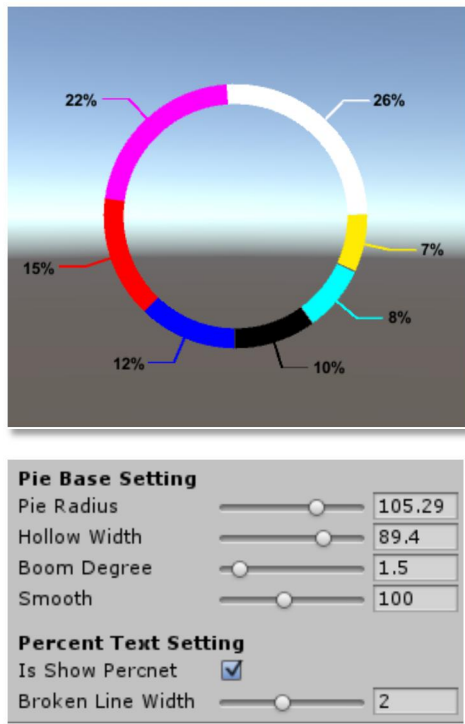 22%
26%
7%
15%
8%
12%
10%
Pie Base Setting
Pie Radius 105.29
Hollow Width 89.4
Boom Degree 1.5
Smooth 100
Percent Text Setting
Is Show Percnet
Broken Line Width 2